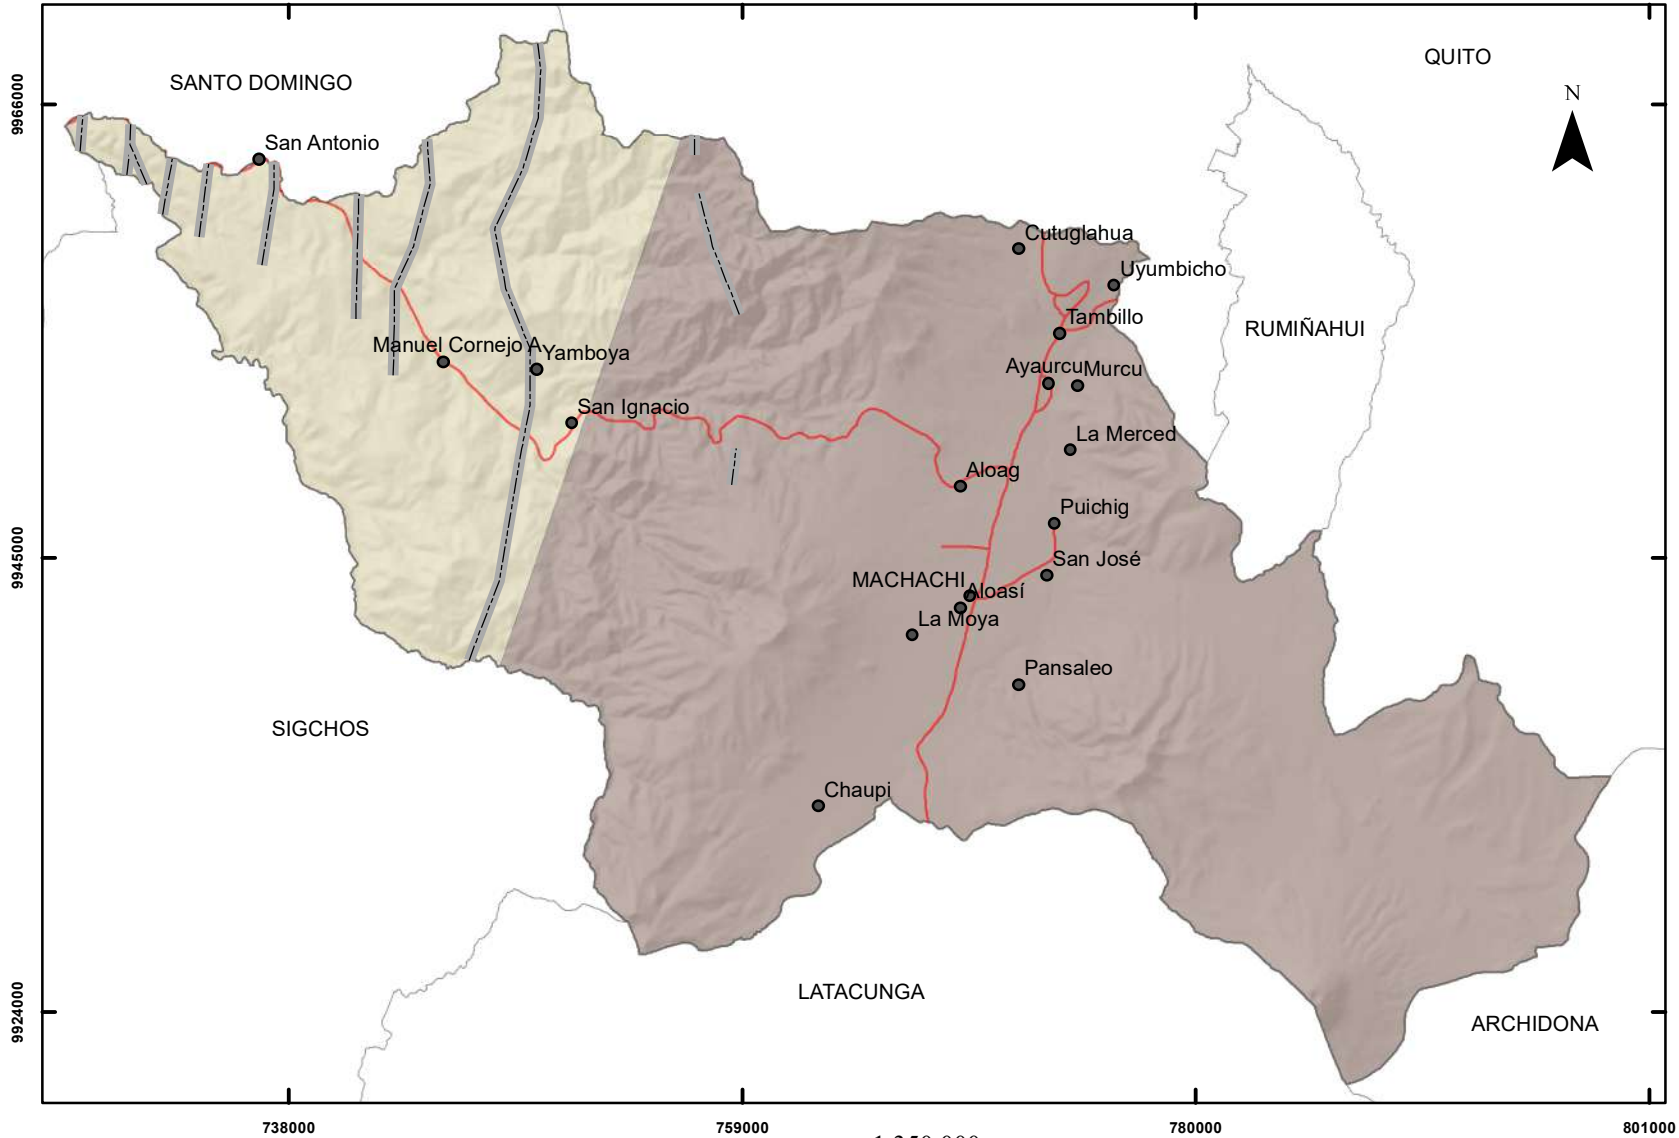 QUITO
SANTO DOMINGO
N
9966000
San Antonio
Cutuglahua
Uyumbicho
Tambillo
RUMIÑAHUI
Manuel Cornejo A
Yamboya
Ayaurcu
Murcu
San Ignacio
La Merced
Aloag
Puichig
9945000
San José
MACHACHI
Aloasí
La Moya
Pansaleo
SIGCHOS
Chaupi
LATACUNGA
9924000
ARCHIDONA
738000
759000
780000
801000